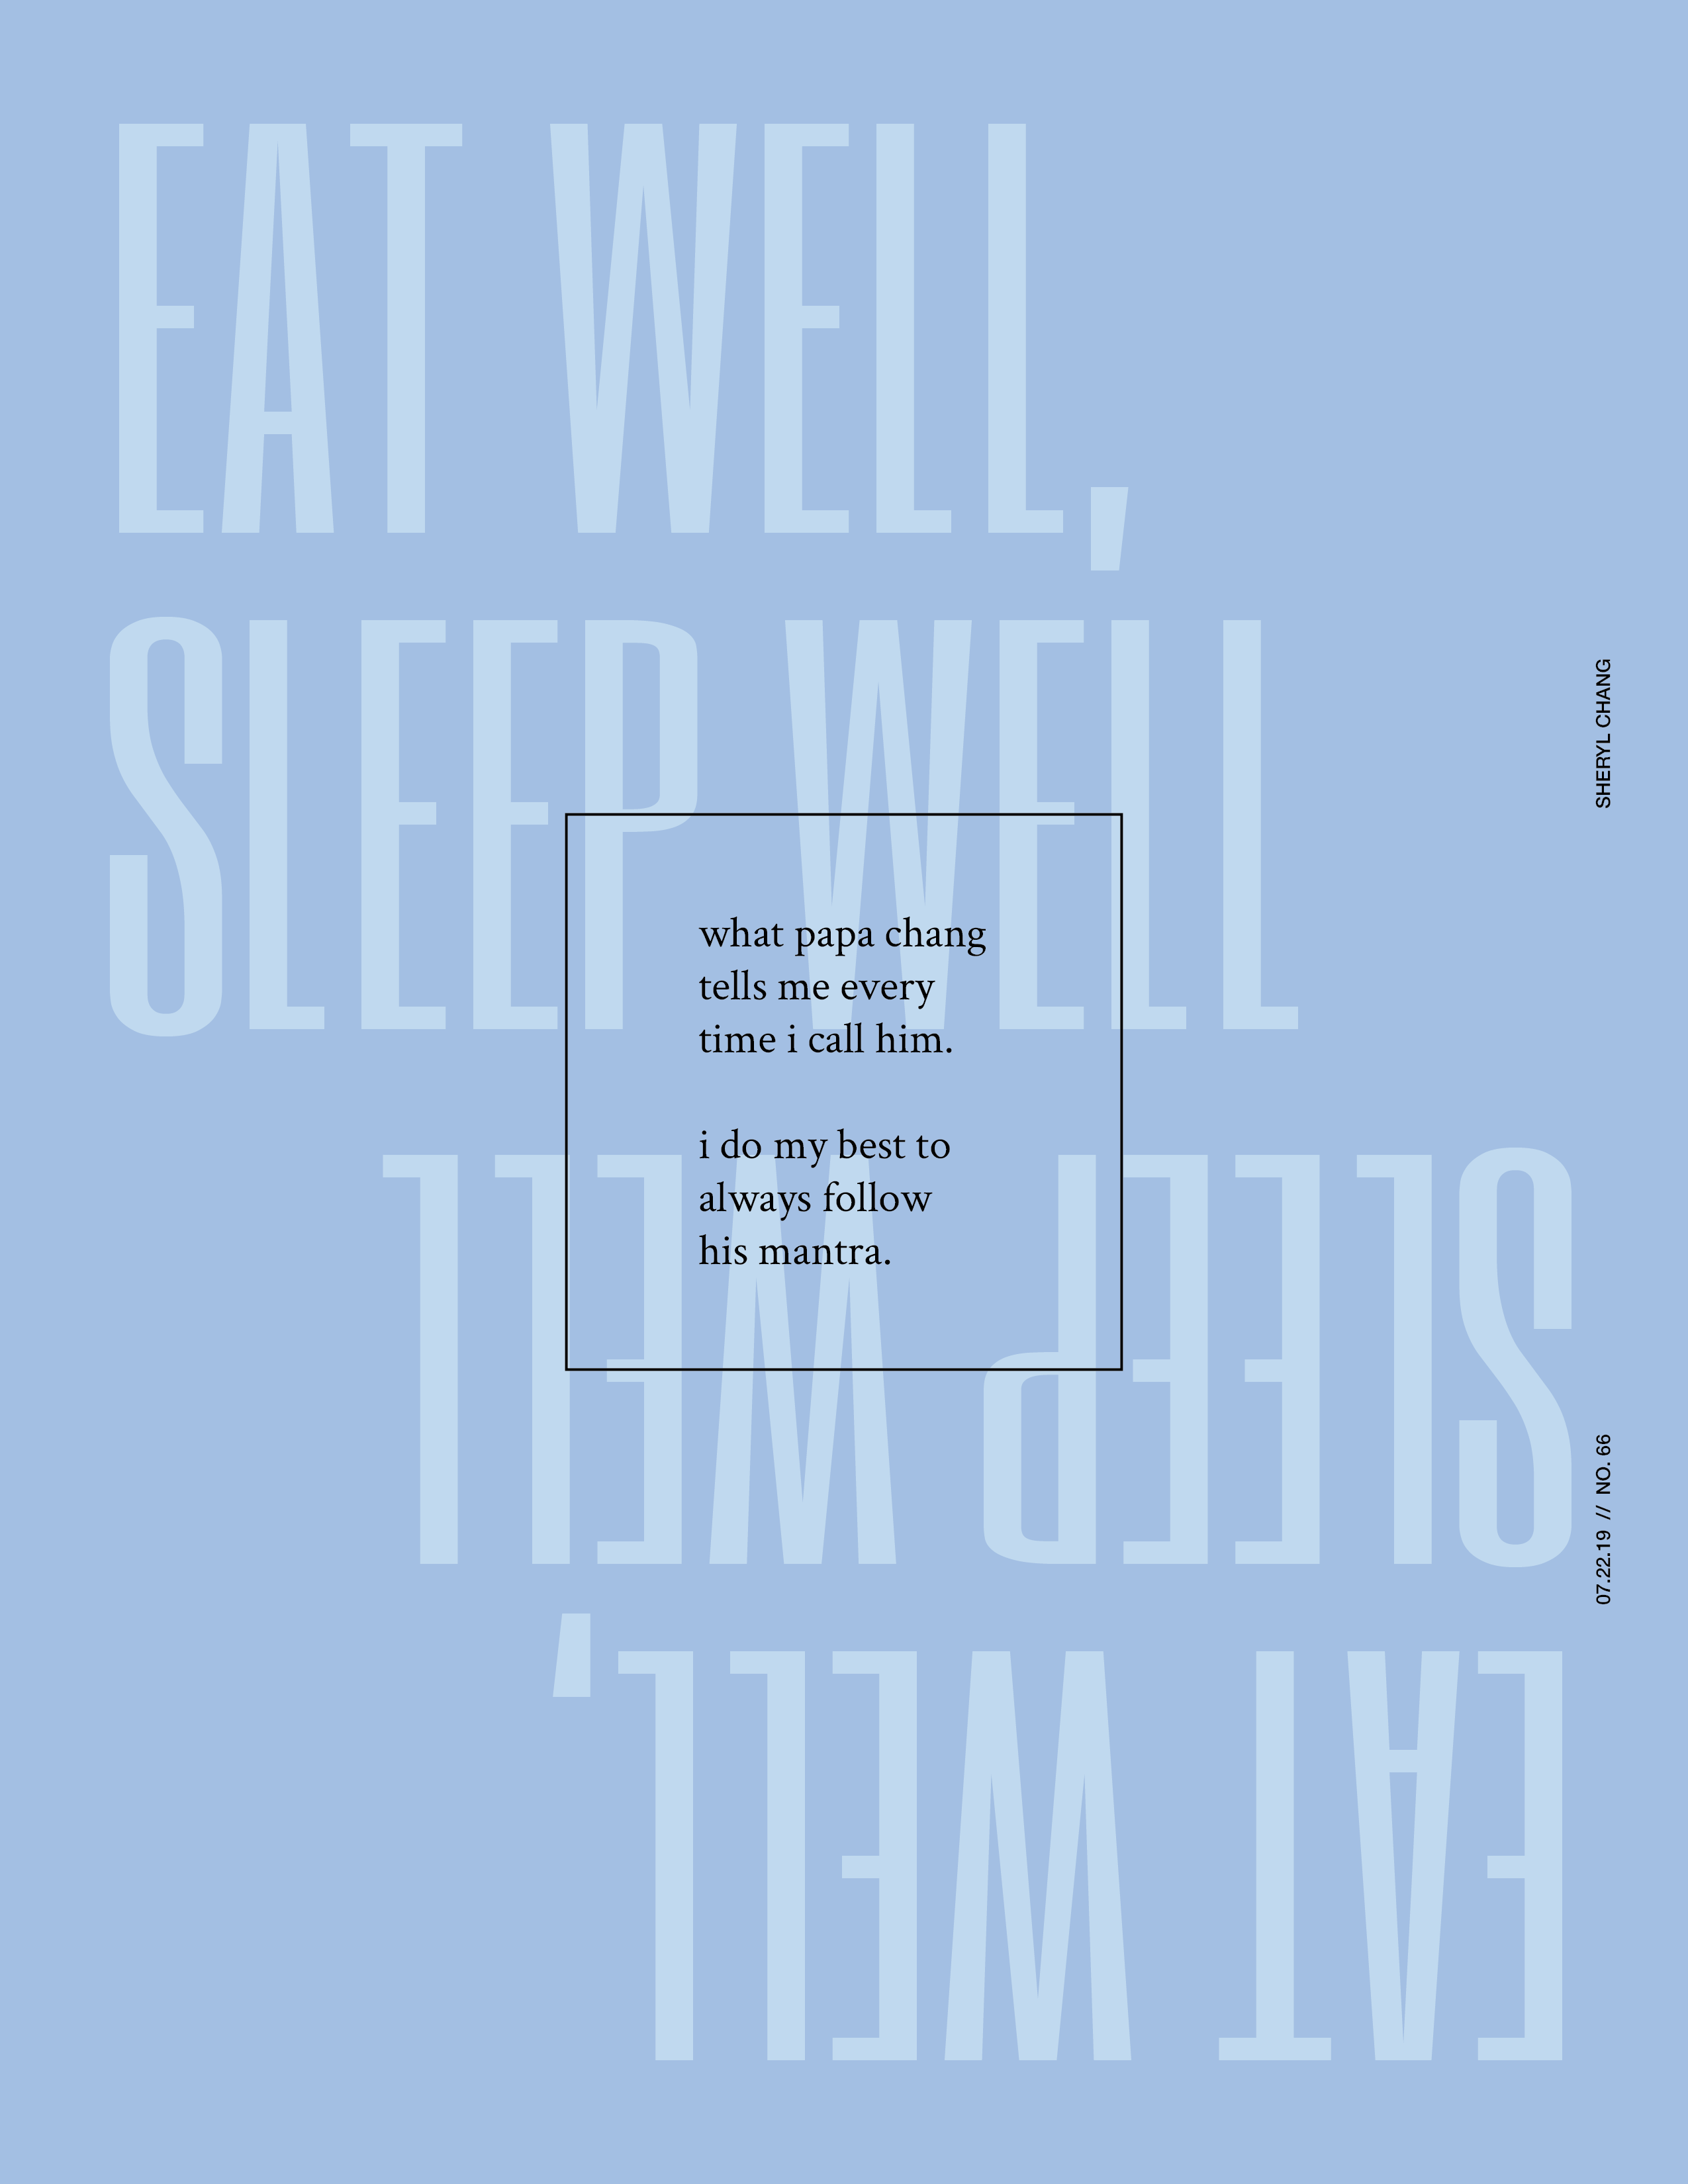 EAT WELL,
SLEEP WELL
what papa chang
tells me every
time i call him.
i do my best to
always follow
his mantra.
SLEEP WELL
EAT WELL,
SHERYL CHANG
07.22.19 // NO. 66